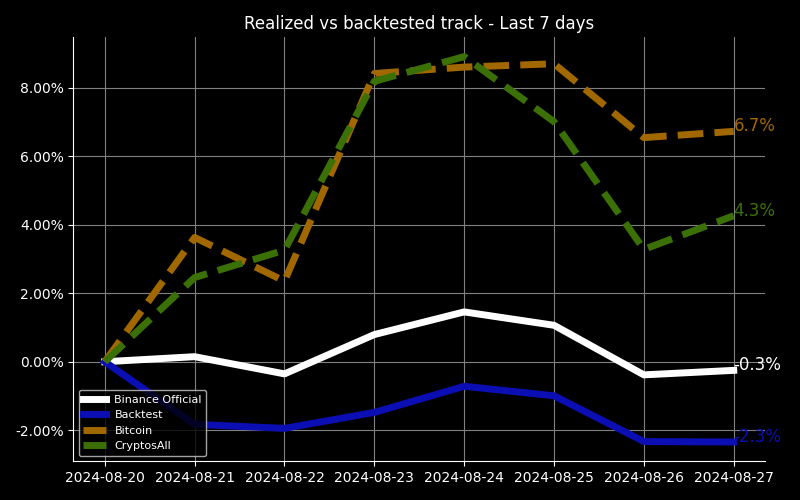 Realized vs backtested track - Last 7 days
8.00%
6.00%
4.00%
2.00%
0.00%
-2.00%
6.7%
4.3%
-0.3%
-2.3%
Binance Official
Backtest
Bitcoin
CryptosAll
2024-08-20 2024-08-21 2024-08-22 2024-08-23 2024-08-24 2024-08-25 2024-08-26 2024-08-27